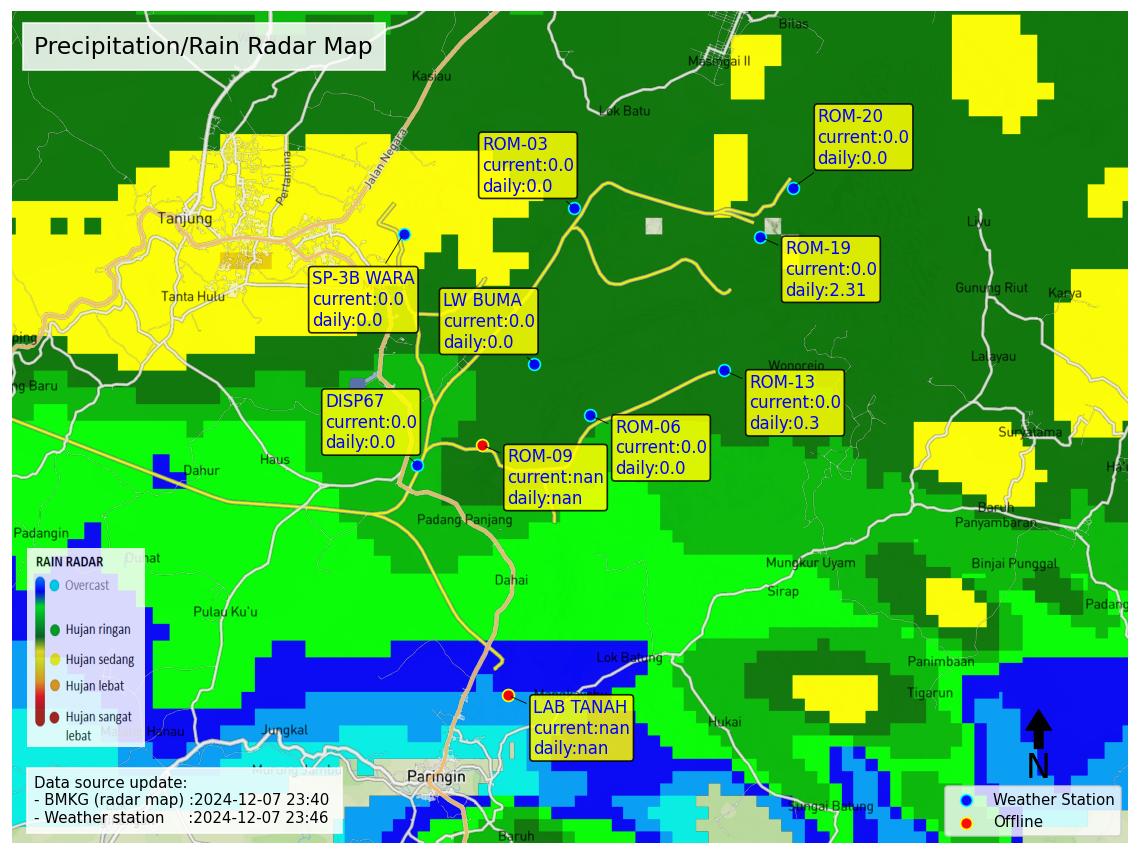 Precipitation/Rain Radar Map
Bilas
Masingai II
Kasiau
Lok Batu
ROM-20
current:0.0
daily:0.0
ROM-03
current:0.0
daily:0.0
Jalan Negara
Pertamina
Tanjung
Liyu
ROM-19
current:0.0
daily:2.31
SP-3B WARA
current:0.0
daily:0.0
Tanta Hulu
LW BUMA
current:0.0
daily:0.0
Gunung Riut
Karya
ping
Lalayau
Wonorejo
ng Baru
ROM-13
current:0.0
daily:0.3
DISP67
current:0.0
daily:0.0
ROM-06
current:0.0
daily:0.0
Suryatama
ROM-09
current:nan
daily:nan
Haus
Dahur
Baruh
Panyambaran
Padang Panjang
Padangin
Mungkur Uyam
Binjai Punggal
Dahai
Sirap
Padang
Pulau Ku`u
RAIN RADAR
Overcast
Hujan ringan
Hujan sedang
Hujan lebat
Hujan sangat
lebat
Lok Batung
Panimbaan
Tigarun
LAB TANAH
current:nan
daily:nan
Hukai
Hanau
Jungkal
Murung Jambu
Paringin
N
Data source update:
- BMKG (radar map) :2024-12-07 23:40
- Weather station :2024-12-07 23:46
Sungai Batung
Baruh
Weather Station
Offline